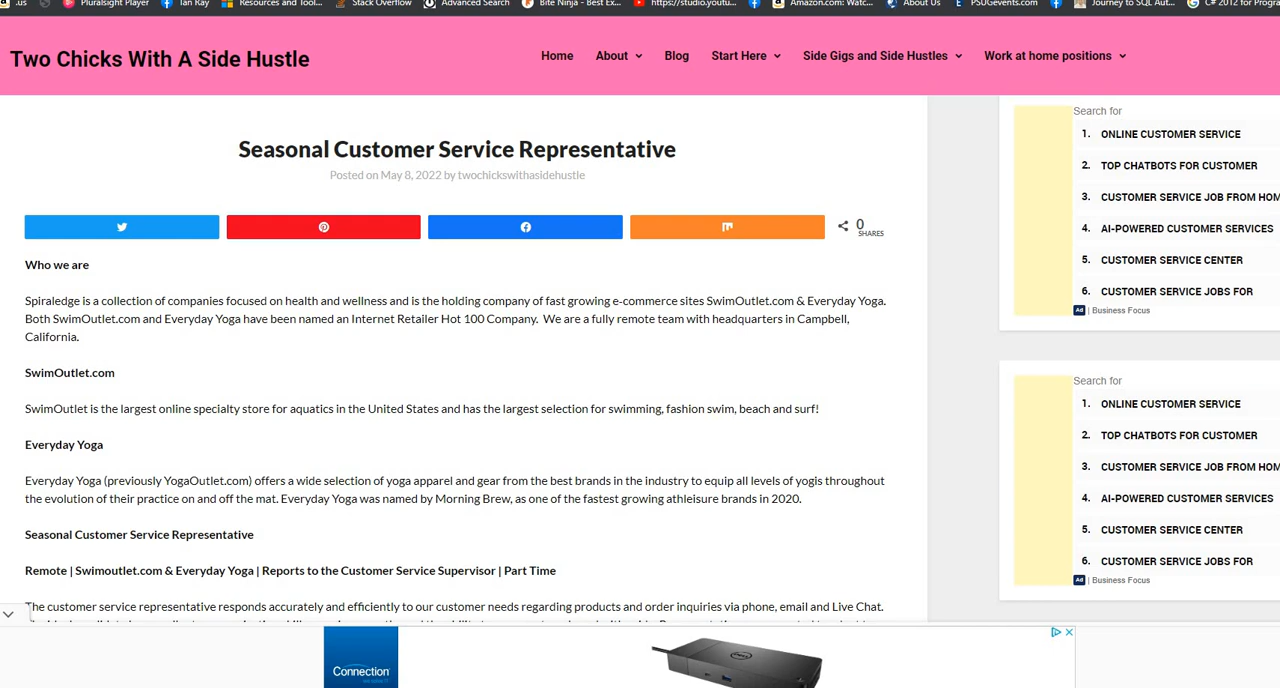 .us
Pluralsight Player
Tan Ray
Resources and Tool...
Stack Overflow
Advanced Search
Bite Ninja - Best Ex...
https://studio.youtu...
Amazon.com: Watc...
About Us
PSUGevents.com
Journey to SQL Aut...
C# 2012 for Progra
Two Chicks With A Side Hustle
Home
About
Blog
Start Here
Side Gigs and Side Hustles
Work at home positions
Seasonal Customer Service Representative
Posted on May 8, 2022 by twochickswithasidehustle
0
SHARES
Who we are
Spiraledge is a collection of companies focused on health and wellness and is the holding company of fast growing e-commerce sites SwimOutlet.com & Everyday Yoga.
Both SwimOutlet.com and Everyday Yoga have been named an Internet Retailer Hot 100 Company.  We are a fully remote team with headquarters in Campbell,
California.
SwimOutlet.com
SwimOutlet is the largest online specialty store for aquatics in the United States and has the largest selection for swimming, fashion swim, beach and surf!
Everyday Yoga
Everyday Yoga (previously YogaOutlet.com) offers a wide selection of yoga apparel and gear from the best brands in the industry to equip all levels of yogis throughout
the evolution of their practice on and off the mat. Everyday Yoga was named by Morning Brew, as one of the fastest growing athleisure brands in 2020.
Seasonal Customer Service Representative
Remote | Swimoutlet.com & Everyday Yoga | Reports to the Customer Service Supervisor | Part Time
The customer service representative responds accurately and efficiently to our customer needs regarding products and order inquiries via phone, email and Live Chat.
Search for
1. ONLINE CUSTOMER SERVICE
2. TOP CHATBOTS FOR CUSTOMER
3. CUSTOMER SERVICE JOB FROM HOM
4. AI-POWERED CUSTOMER SERVICES
5. CUSTOMER SERVICE CENTER
6. CUSTOMER SERVICE JOBS FOR
Ad | Business Focus
Search for
1. ONLINE CUSTOMER SERVICE
2. TOP CHATBOTS FOR CUSTOMER
3. CUSTOMER SERVICE JOB FROM HOM
4. AI-POWERED CUSTOMER SERVICES
5. CUSTOMER SERVICE CENTER
6. CUSTOMER SERVICE JOBS FOR
Ad | Business Focus
Connection
DELL